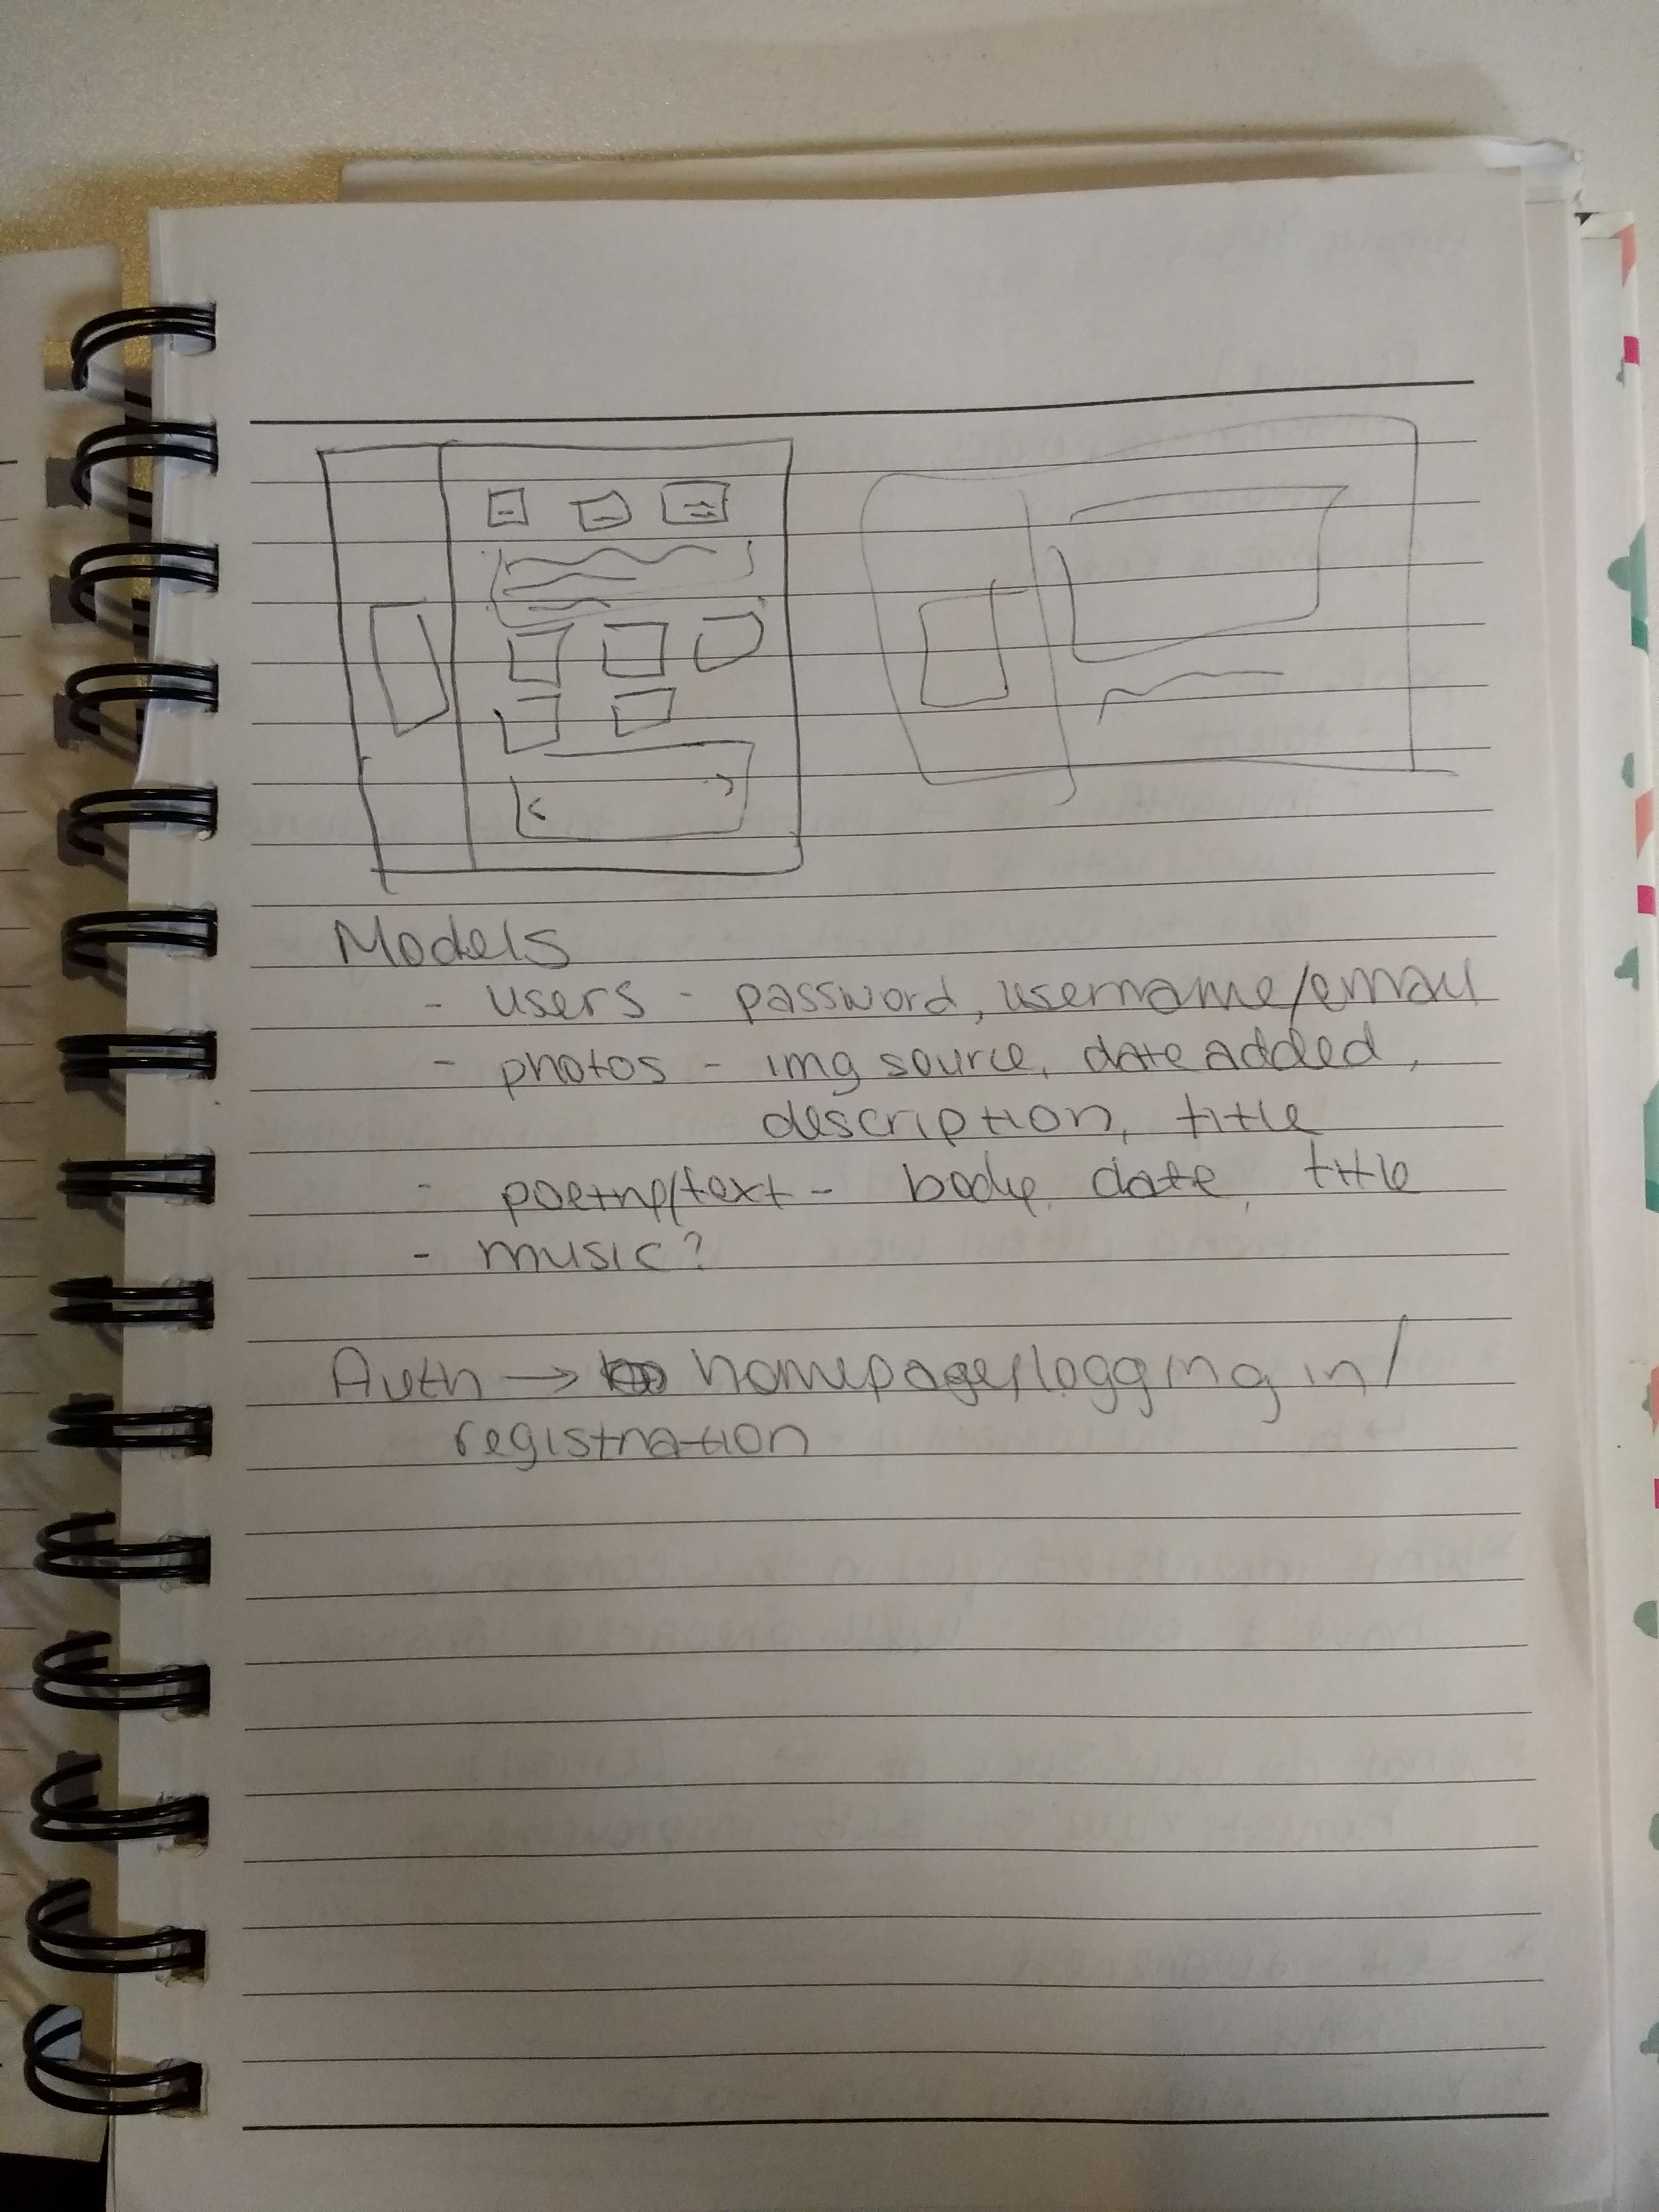 Models
- users - password, username/email
- photos - img source, date added,
description, title
- poetry/text - body, date, title
- music?
Auth → homepage/logging in/
registration